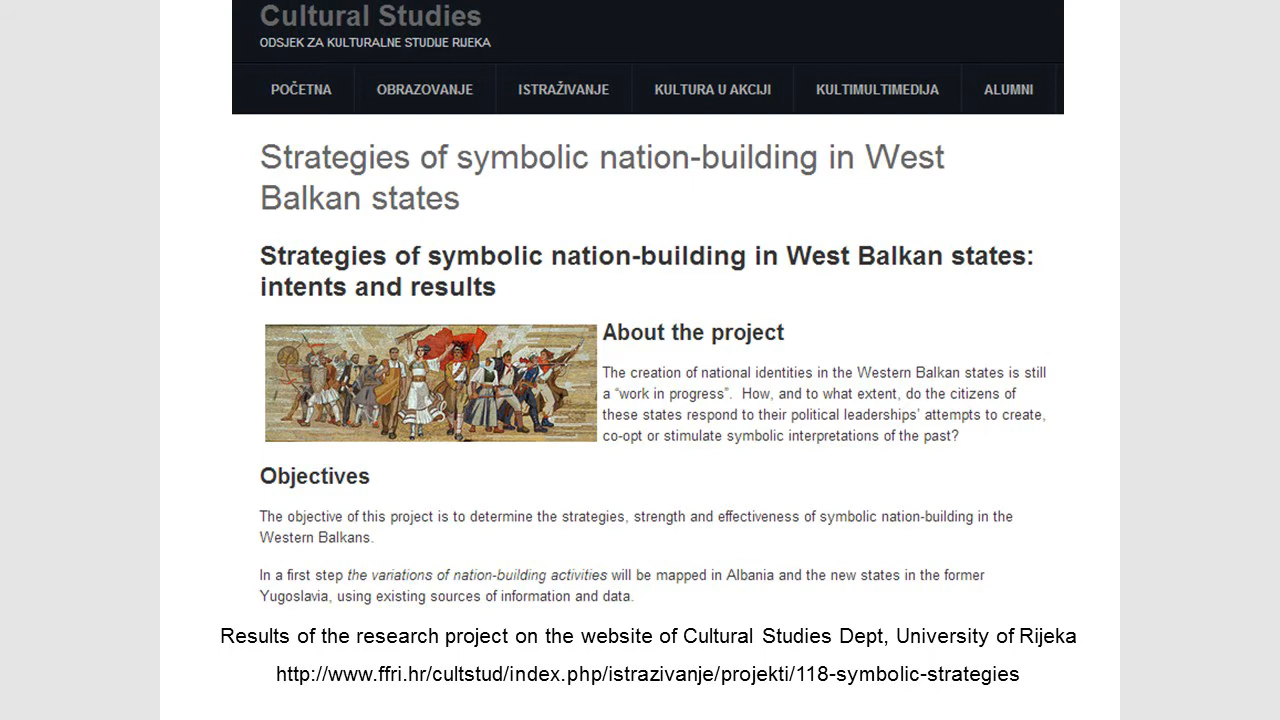 Cultural Studies
ODSJEK ZA KULTURALNE STUDIJE RIJEKA
POČETNA OBRAZOVANJE ISTRAŽIVANJE KULTURA U AKCIJI KULTIMULTIMEDIJA ALUMNI
Strategies of symbolic nation-building in West
Balkan states
Strategies of symbolic nation-building in West Balkan states:
intents and results
About the project
The creation of national identities in the Western Balkan states is still
a “work in progress”. How, and to what extent, do the citizens of
these states respond to their political leaderships’ attempts to create,
co-opt or stimulate symbolic interpretations of the past?
Objectives
The objective of this project is to determine the strategies, strength and effectiveness of symbolic nation-building in the
Western Balkans.
In a first step the variations of nation-building activities will be mapped in Albania and the new states in the former
Yugoslavia, using existing sources of information and data.
Results of the research project on the website of Cultural Studies Dept, University of Rijeka
http://www.ffri.hr/cultstud/index.php/istrazivanje/projekti/118-symbolic-strategies